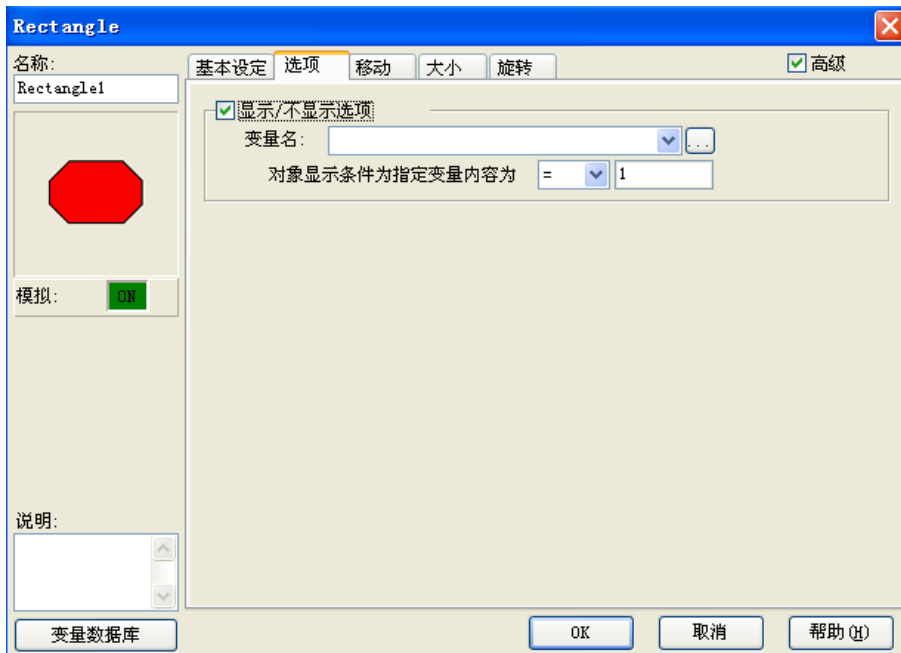 Rectangle
名称:
Rectangle1
基本设定 选项 移动 大小 旋转 高级
显示/不显示选项
变量名: ...
对象显示条件为指定变量内容为 = 1
模拟: ON
说明:
变量数据库 OK 取消 帮助(H)